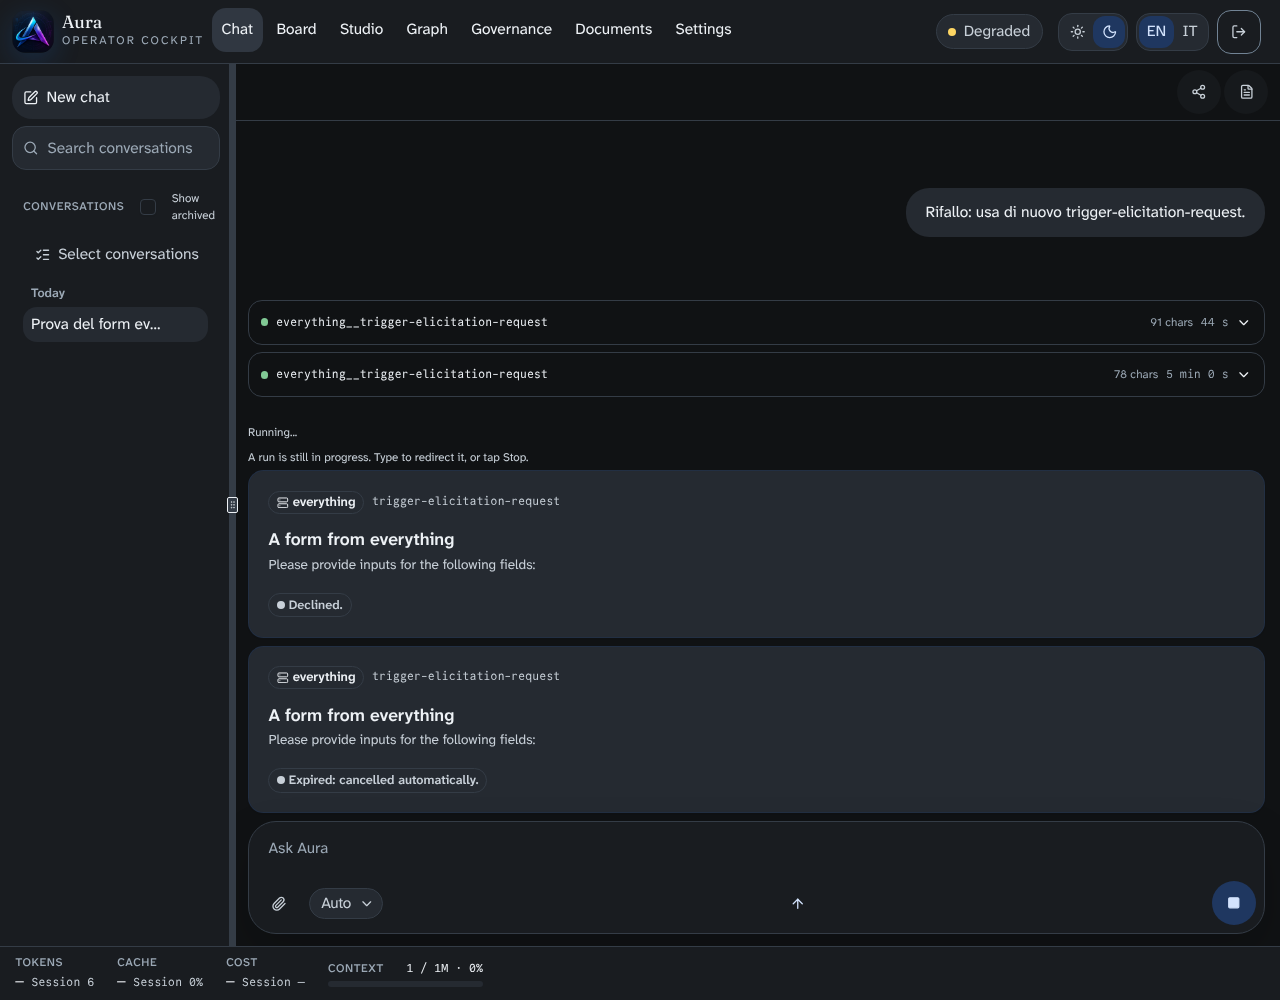 Aura
OPERATOR COCKPIT
Chat
Board
Studio
Graph
Governance
Documents
Settings
Degraded
EN
IT
New chat
Search conversations
CONVERSATIONS
Show
archived
Select conversations
Today
Prova del form ev...
Rifallo: usa di nuovo trigger-elicitation-request.
everything__trigger-elicitation-request
91 chars 44 s
everything__trigger-elicitation-request
78 chars 5 min 0 s
Running...
A run is still in progress. Type to redirect it, or tap Stop.
everything trigger-elicitation-request
A form from everything
Please provide inputs for the following fields:
Declined.
everything trigger-elicitation-request
A form from everything
Please provide inputs for the following fields:
Expired: cancelled automatically.
Ask Aura
Auto
TOKENS
— Session 6
CACHE
— Session 0%
COST
— Session —
CONTEXT 1 / 1M · 0%